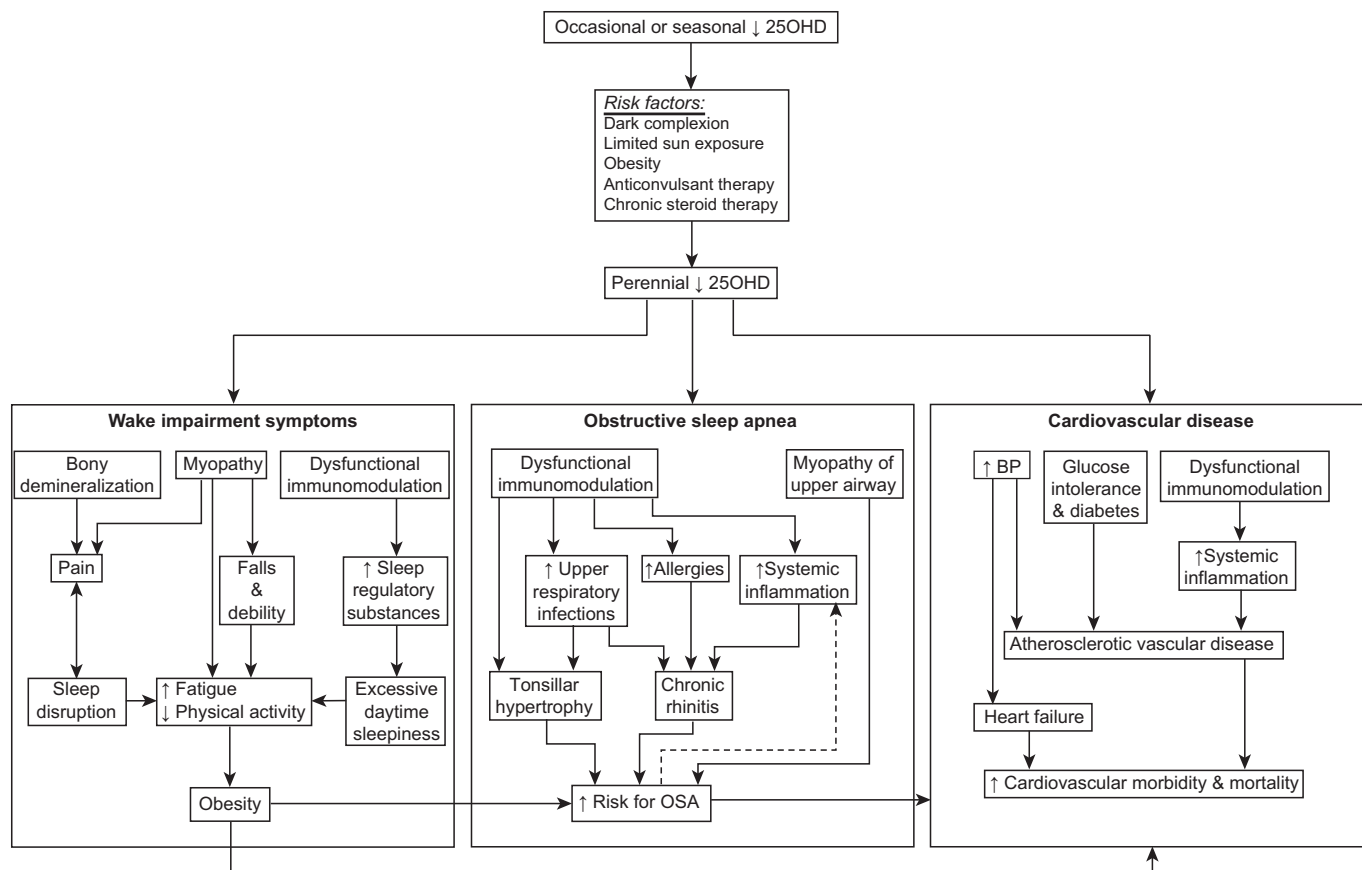 Occasional or seasonal ↓ 25OHD
Risk factors:
Dark complexion
Limited sun exposure
Obesity
Anticonvulsant therapy
Chronic steroid therapy
Perennial ↓ 25OHD
Wake impairment symptoms
Bony
demineralization
Myopathy
Dysfunctional
immunomodulation
Pain
Falls
&
debility
↑ Sleep
regulatory
substances
Sleep
disruption
↑ Fatigue
↓ Physical activity
Excessive
daytime
sleepiness
Obesity
Obstructive sleep apnea
Dysfunctional
immunomodulation
Myopathy of
upper airway
↑ Upper
respiratory
infections
↑Allergies
↑Systemic
inflammation
Tonsillar
hypertrophy
Chronic
rhinitis
↑ Risk for OSA
Cardiovascular disease
↑ BP
Glucose
intolerance
& diabetes
Dysfunctional
immunomodulation
↑Systemic
inflammation
Atherosclerotic vascular disease
Heart failure
↑ Cardiovascular morbidity & mortality